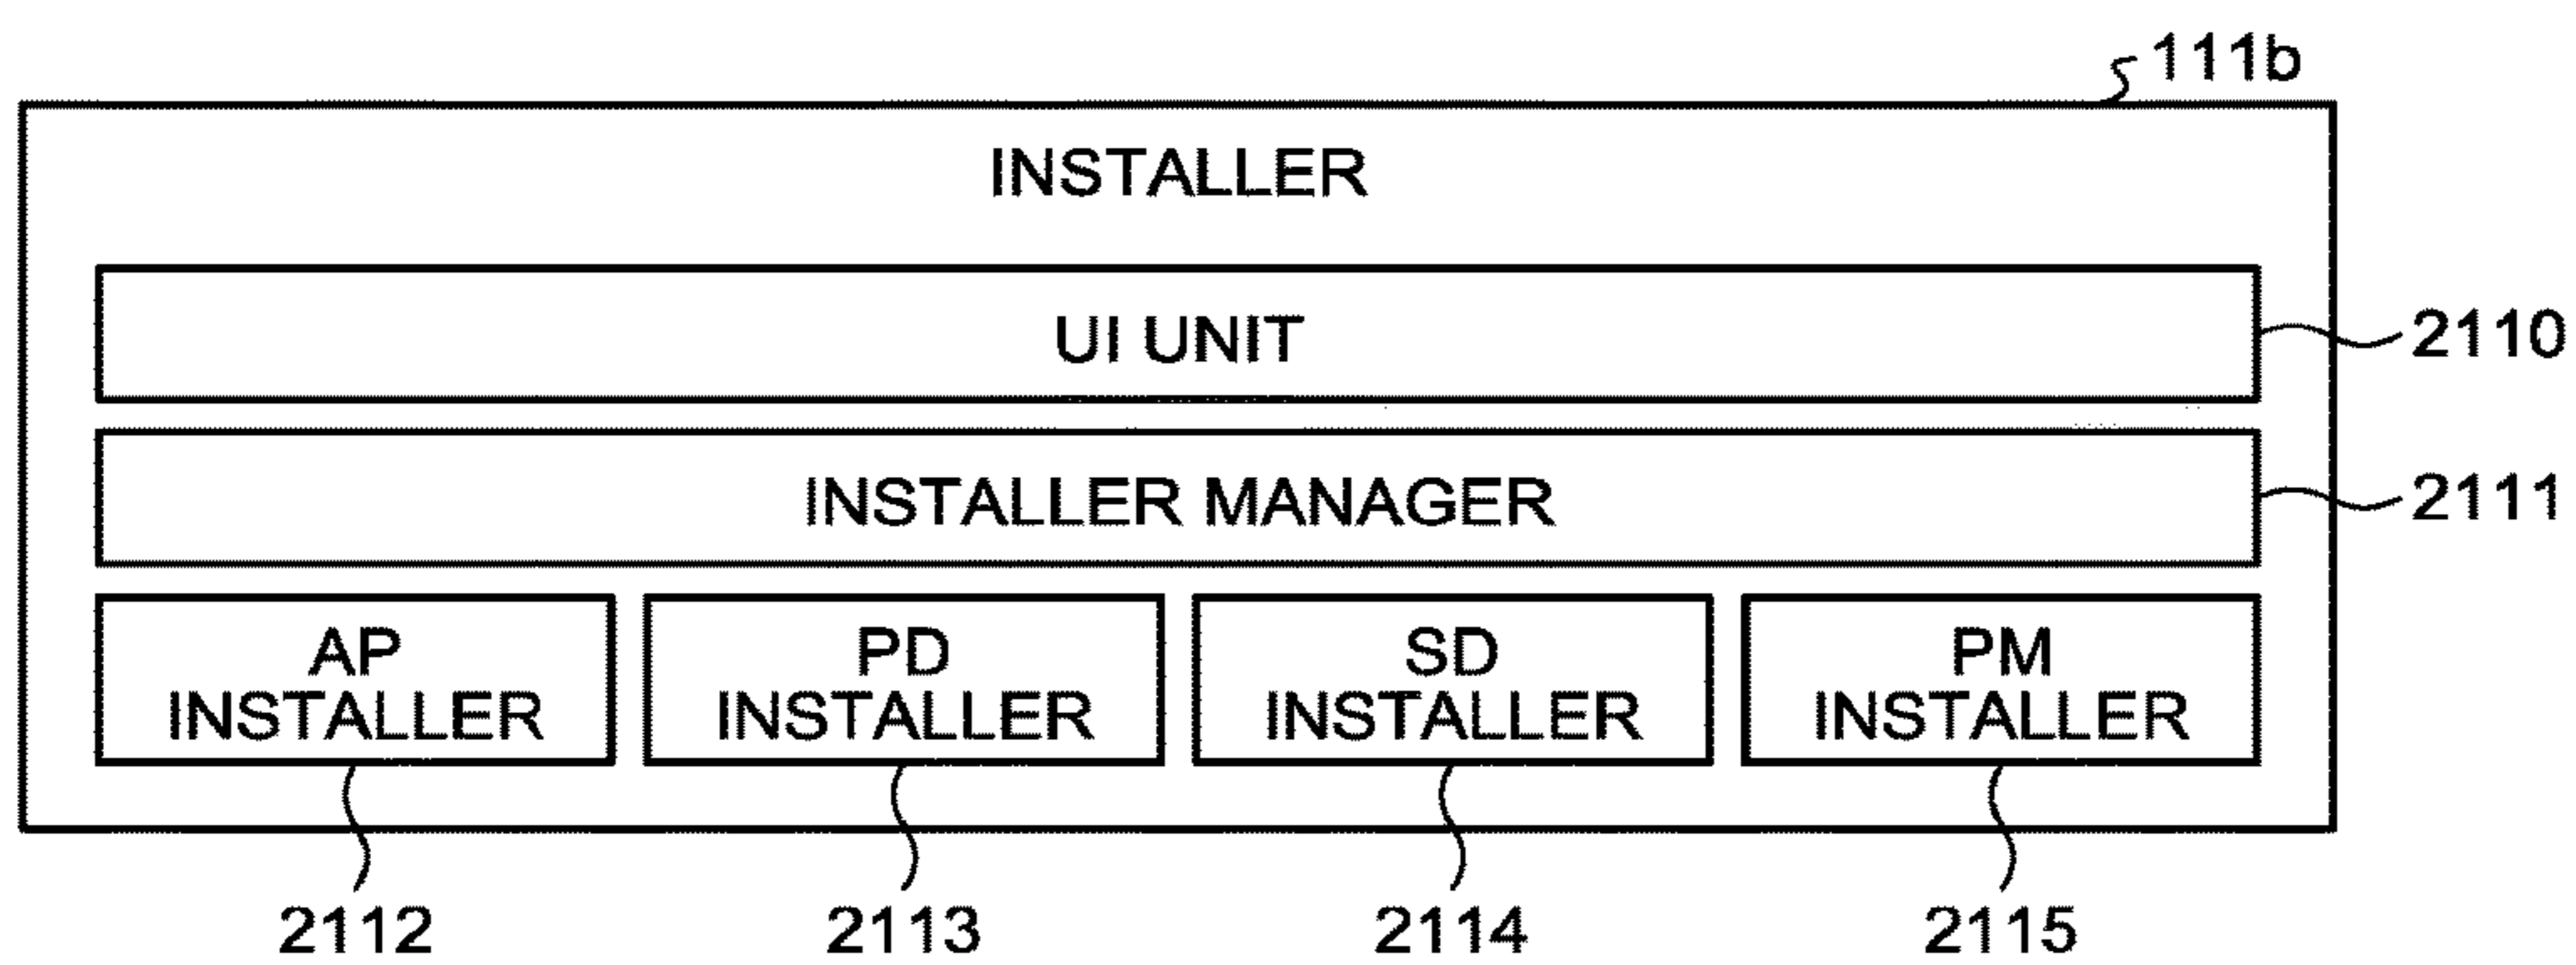 111b
INSTALLER
UI UNIT
2110
INSTALLER MANAGER
2111
AP
INSTALLER
PD
INSTALLER
SD
INSTALLER
PM
INSTALLER
2112
2113
2114
2115